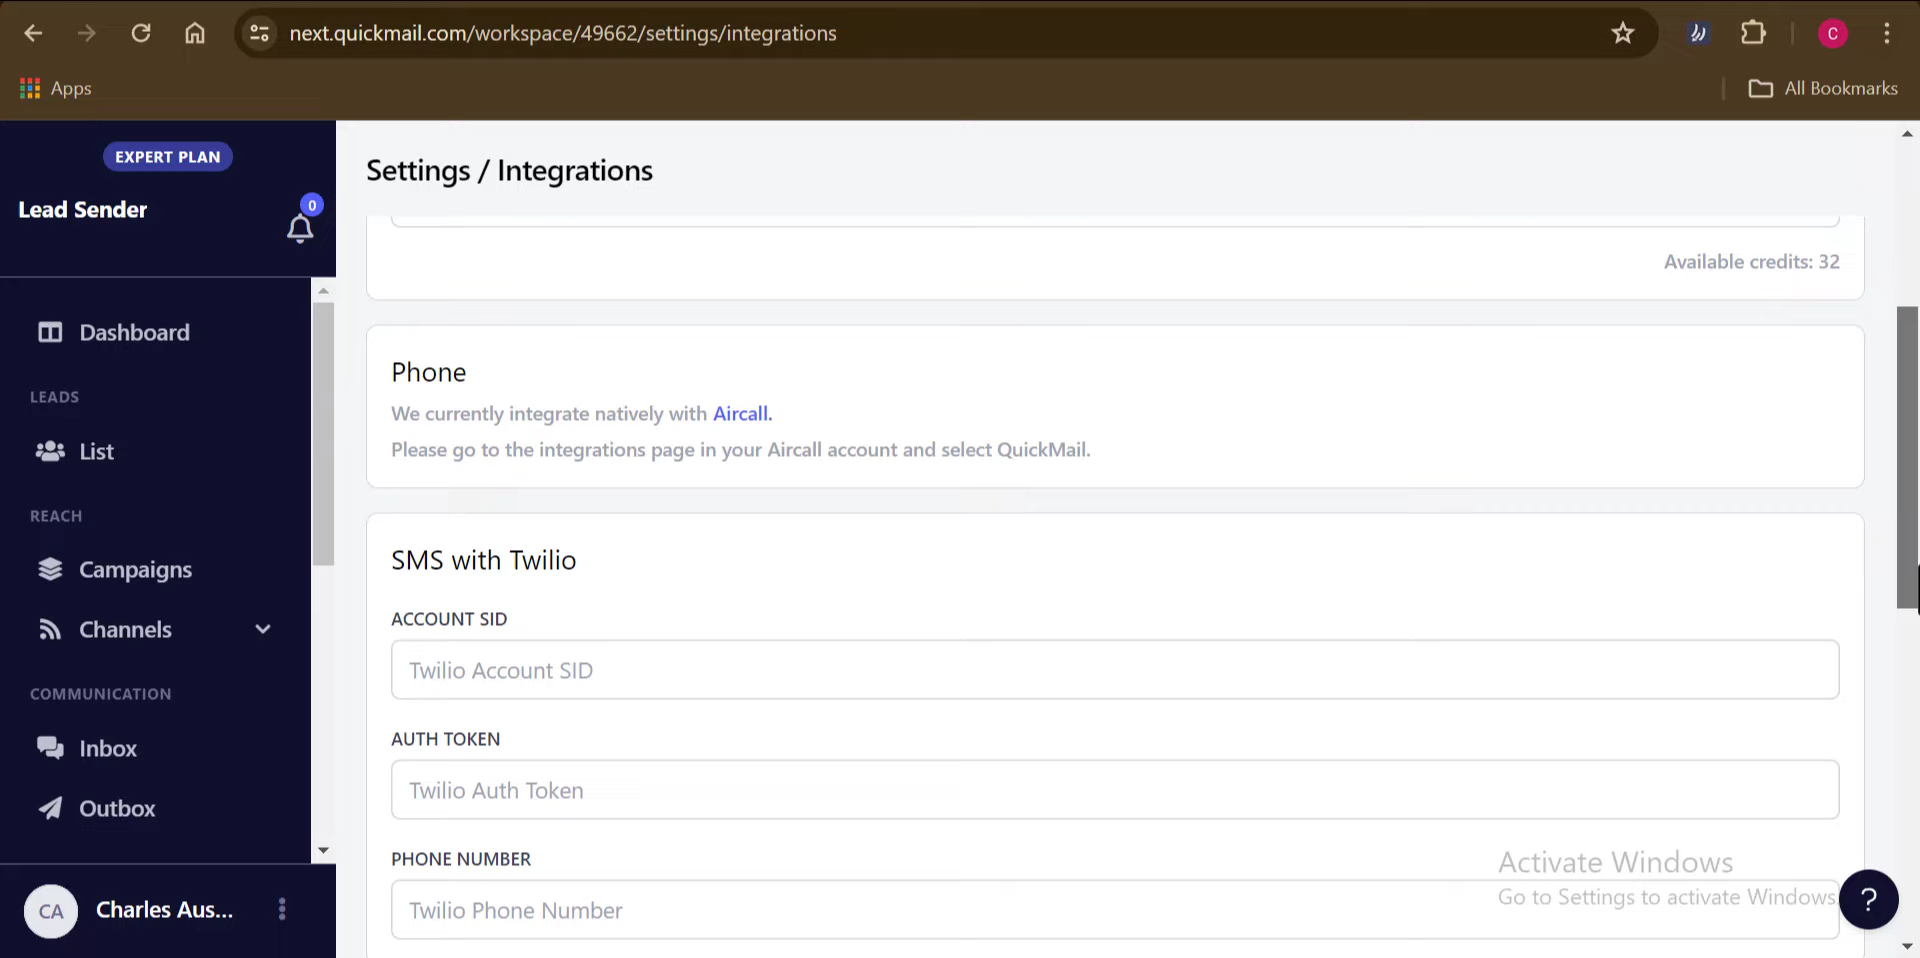 next.quickmail.com/workspace/49662/settings/integrations
C
Apps
All Bookmarks
EXPERT PLAN
Lead Sender
0
Dashboard
LEADS
List
REACH
Campaigns
Channels
COMMUNICATION
Inbox
Outbox
CA
Charles Aus...
Settings / Integrations
Available credits: 32
Phone
We currently integrate natively with Aircall.
Please go to the integrations page in your Aircall account and select QuickMail.
SMS with Twilio
ACCOUNT SID
Twilio Account SID
AUTH TOKEN
Twilio Auth Token
PHONE NUMBER
Twilio Phone Number
Activate Windows
Go to Settings to activate Windows.
?